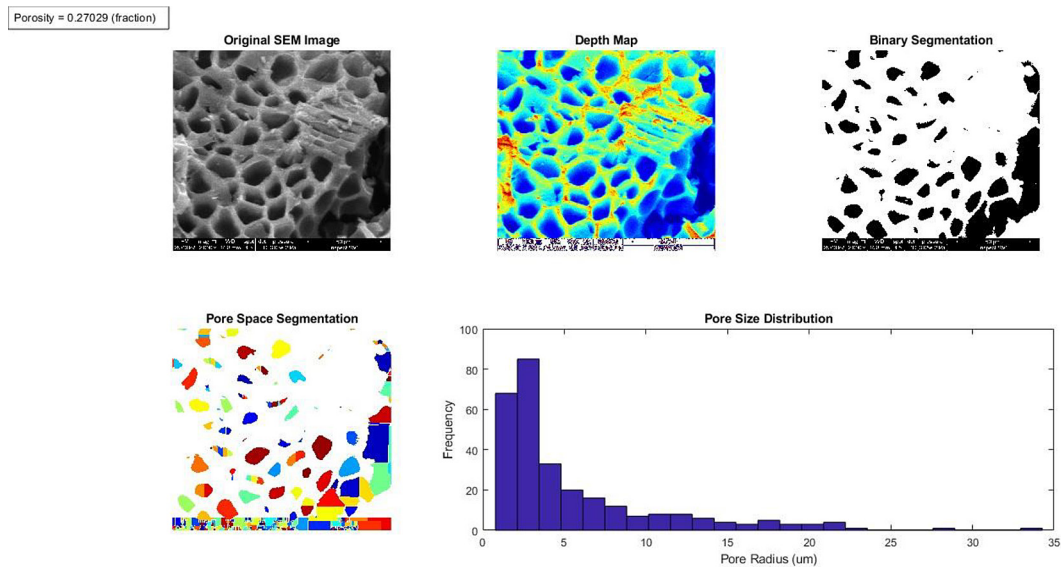 Porosity = 0.27029 (fraction)
Original SEM Image
Depth Map
Binary Segmentation
Pore Space Segmentation
Pore Size Distribution
100
80
60
40
20
0
Frequency
0 5 10 15 20 25 30 35
Pore Radius (um)